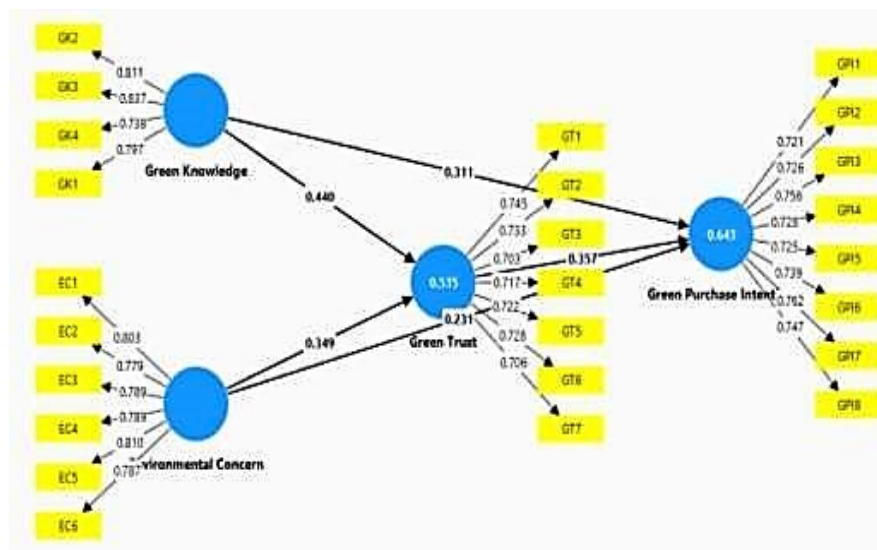 GK2
GK3
GK4
GK1
0.811
0.837
0.738
0.797
Green Knowledge
0.311
0.440
EC1
EC2
EC3
EC4
EC5
EC6
0.803
0.779
0.789
0.789
0.810
0.787
vironmental Concern
0.349
0.231
0.535
Green Trust
GT1
GT2
GT3
GT4
GT5
GT6
GT7
0.745
0.733
0.703
0.717
0.722
0.728
0.706
0.357
0.643
Green Purchase Intent
GPI1
GPI2
GPI3
GPI4
GPI5
GPI6
GPI7
GPI8
0.721
0.726
0.756
0.728
0.725
0.739
0.762
0.747